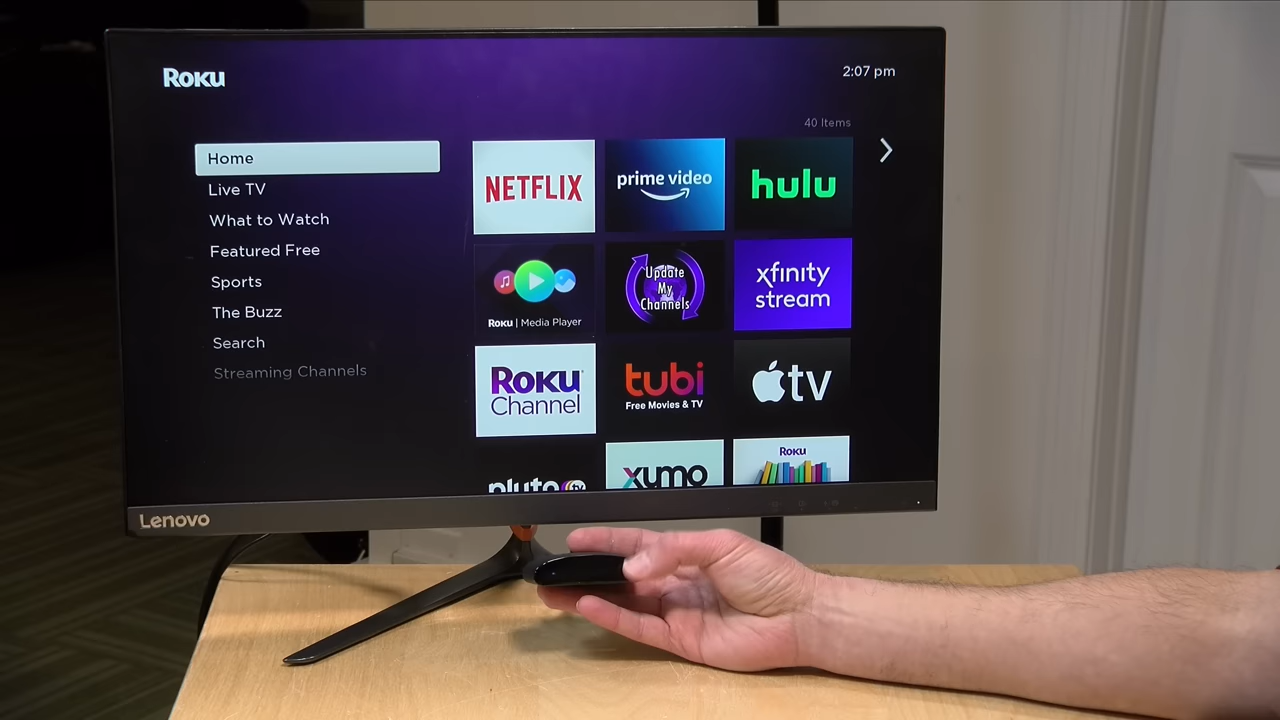 Roku
2:07 pm
40 Items
Home
Live TV
What to Watch
Featured Free
Sports
The Buzz
Search
Streaming Channels
NETFLIX
prime video
hulu
Roku | Media Player
Update
My
Channels
xfinity
stream
Roku
Channel
tubi
Free Movies & TV
tv
pluto tv
xumo
Roku
Lenovo